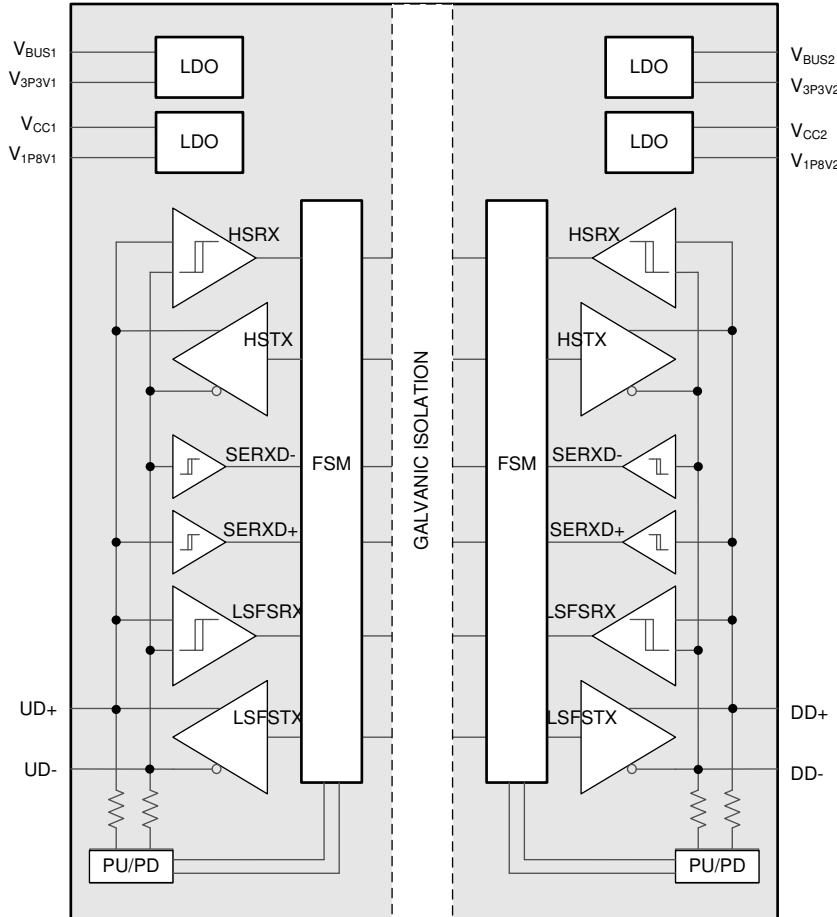 VBUS1
LDO
V3P3V1
VCC1
LDO
V1P8V1
LDO
VBUS2
V3P3V2
LDO
VCC2
V1P8V2
HSRX
HSRX
HSTX
HSTX
SERXD-
FSM
GALVANIC ISOLATION
FSM
SERXD-
SERXD+
SERXD+
LSFSRX
LSFSRX
UD+
LSFSTX
LSFSTX
DD+
UD-
DD-
PU/PD
PU/PD